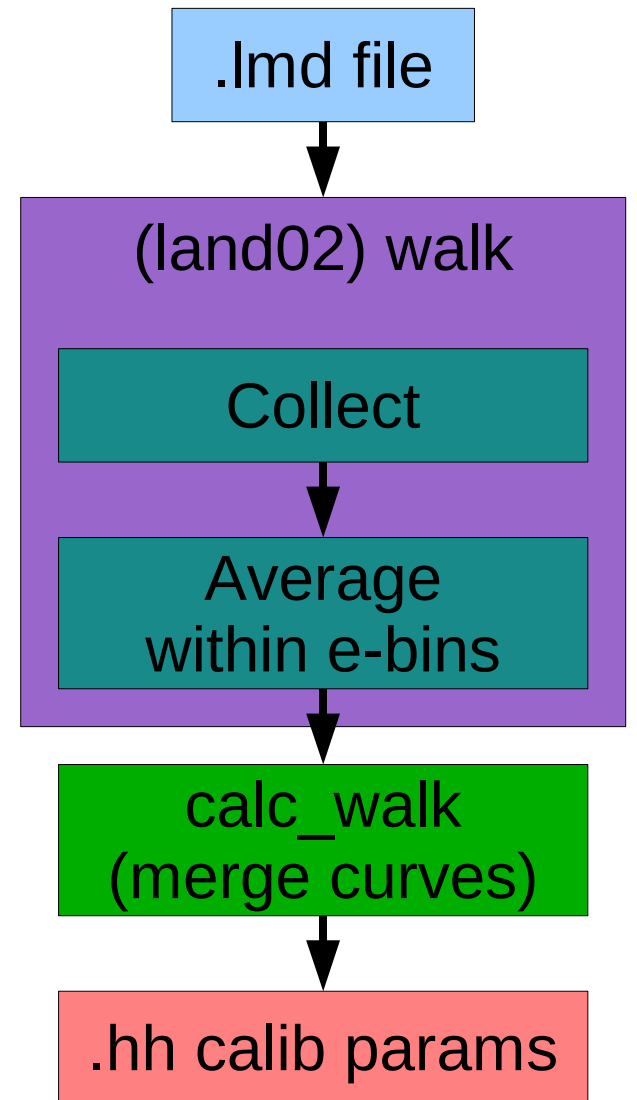 .lmd file
(land02) walk
Collect
Average
within e-bins
calc_walk
(merge curves)
.hh calib params